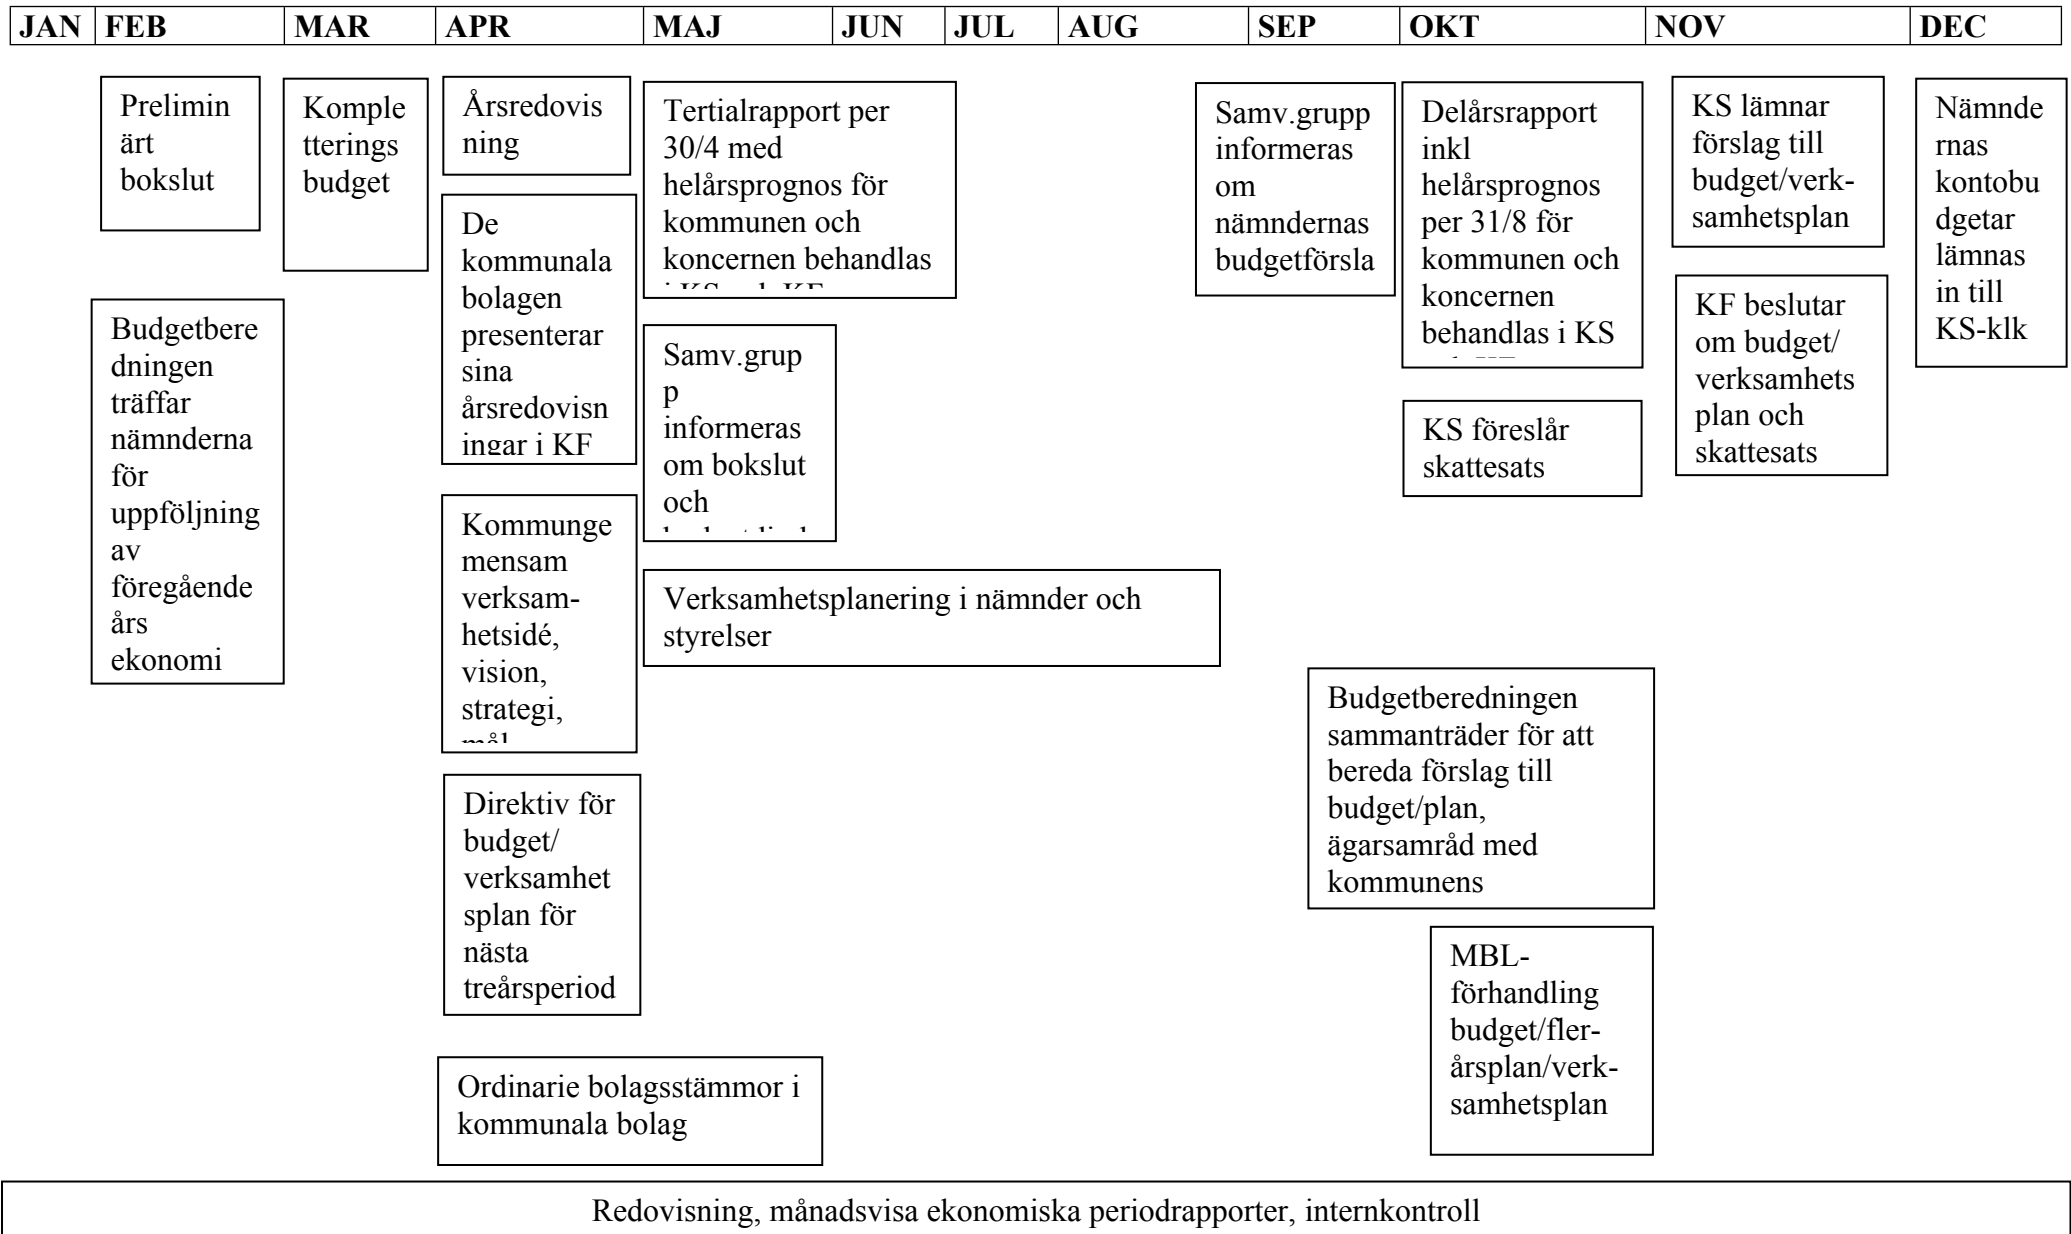 JAN FEB MAR APR MAJ JUN JUL AUG SEP OKT NOV DEC
Prelimin
ärt
bokslut
Budgetbere
dningen
träffar
nämnderna
för
uppföljning
av
föregående
års
ekonomi
Komple
tterings
budget
Årsredovis
ning
De
kommunala
bolagen
presenterar
sina
årsredovisn
ingar i KF
Kommunge
mensam
verksam-
hetsidé,
vision,
strategi,
Direktiv för
budget/
verksamhet
splan för
nästa
treårsperiod
Ordinarie bolagsstämmor i
kommunala bolag
Tertialrapport per
30/4 med
helårsprognos för
kommunen och
koncernen behandlas
Samv.grup
p
informeras
om bokslut
och
Verksamhetsplanering i nämnder och
styrelser
Samv.grupp
informeras
om
nämndernas
budgetförsla
Delårsrapport
inkl
helårsprognos
per 31/8 för
kommunen och
koncernen
behandlas i KS
KS föreslår
skattesats
Budgetberedningen
sammanträder för att
bereda förslag till
budget/plan,
ägarsamråd med
kommunens
MBL-
förhandling
budget/fler-
årsplan/verk-
samhetsplan
KS lämnar
förslag till
budget/verk-
samhetsplan
KF beslutar
om budget/
verksamhets
plan och
skattesats
Nämnde
rnas
kontobu
dgetar
lämnas
in till
KS-klk
Redovisning, månadsvisa ekonomiska periodrapporter, internkontroll